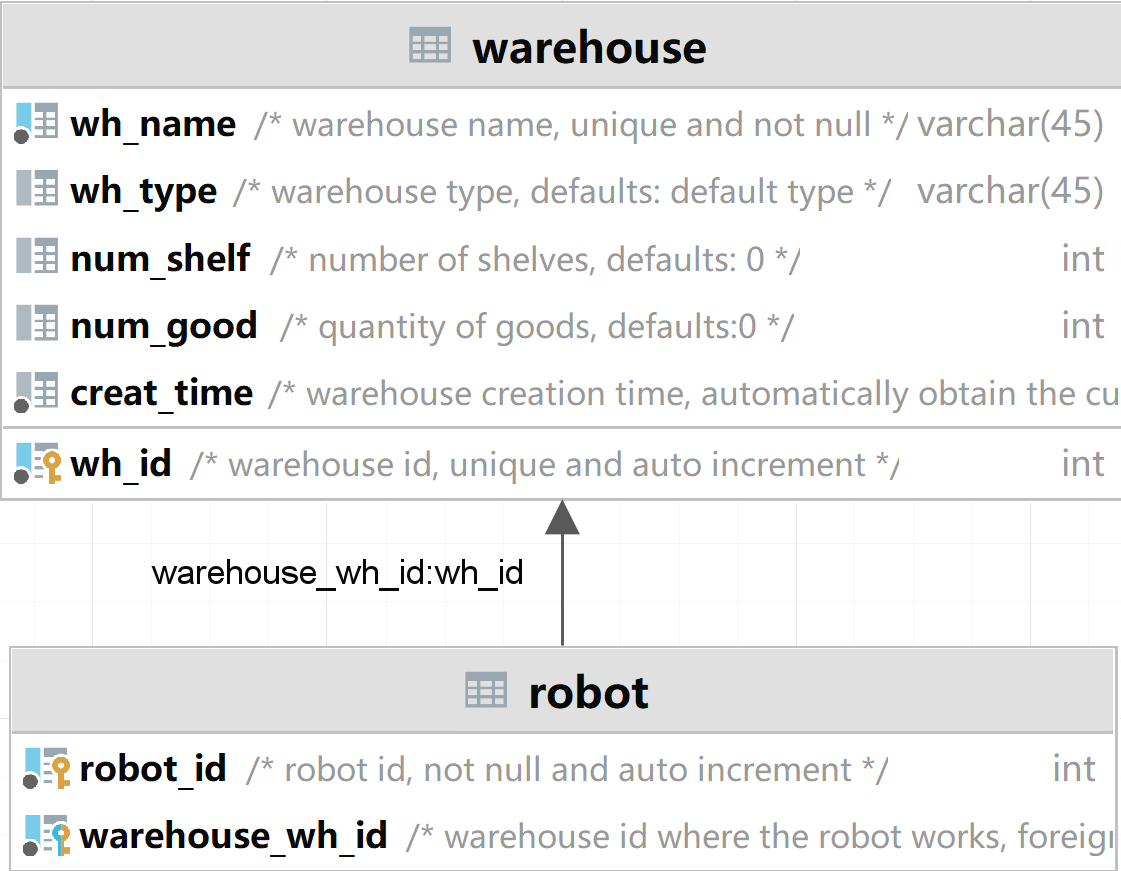 warehouse
wh_name /* warehouse name, unique and not null */ varchar(45)
wh_type /* warehouse type, defaults: default type */ varchar(45)
num_shelf /* number of shelves, defaults: 0 */ int
num_good /* quantity of goods, defaults:0 */ int
creat_time /* warehouse creation time, automatically obtain the cu
wh_id /* warehouse id, unique and auto increment */ int
warehouse_wh_id:wh_id
robot
robot_id /* robot id, not null and auto increment */ int
warehouse_wh_id /* warehouse id where the robot works, foreig